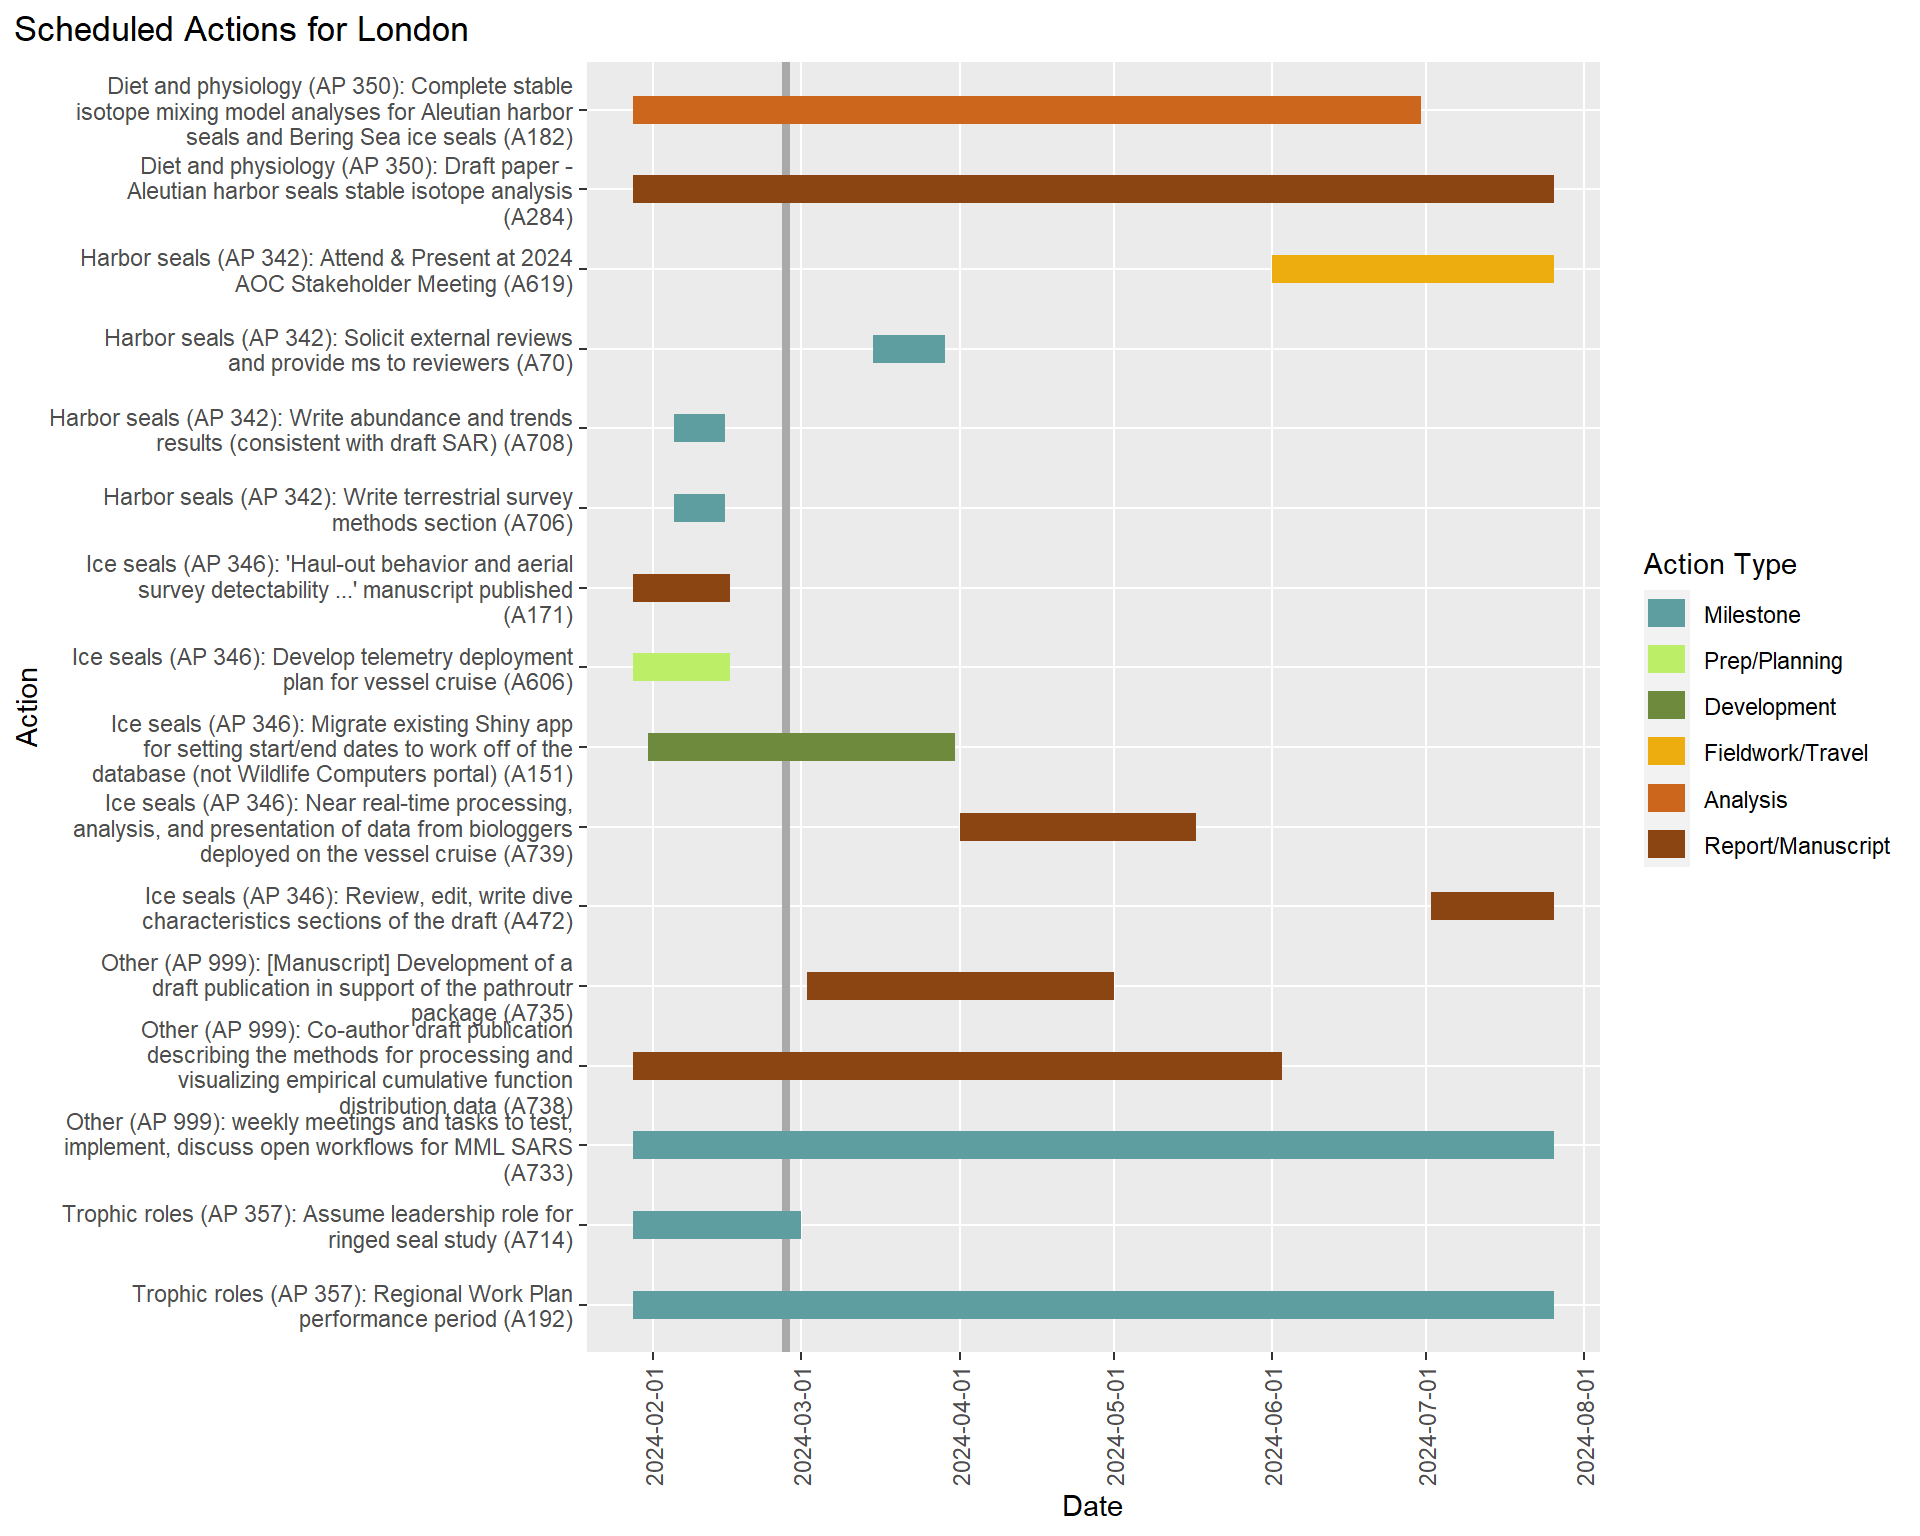 Scheduled Actions for London
Diet and physiology (AP 350): Complete stable
isotope mixing model analyses for Aleutian harbor
seals and Bering Sea ice seals (A182)
Diet and physiology (AP 350): Draft paper -
Aleutian harbor seals stable isotope analysis
(A284)
Harbor seals (AP 342): Attend & Present at 2024
AOC Stakeholder Meeting (A619)
Harbor seals (AP 342): Solicit external reviews
and provide ms to reviewers (A70)
Harbor seals (AP 342): Write abundance and trends
results (consistent with draft SAR) (A708)
Harbor seals (AP 342): Write terrestrial survey
methods section (A706)
Ice seals (AP 346): 'Haul-out behavior and aerial
survey detectability ...' manuscript published
(A171)
Ice seals (AP 346): Develop telemetry deployment
plan for vessel cruise (A606)
Ice seals (AP 346): Migrate existing Shiny app
for setting start/end dates to work off of the
database (not Wildlife Computers portal) (A151)
Ice seals (AP 346): Near real-time processing,
analysis, and presentation of data from biologgers
deployed on the vessel cruise (A739)
Ice seals (AP 346): Review, edit, write dive
characteristics sections of the draft (A472)
Other (AP 999): [Manuscript] Development of a
draft publication in support of the pathroutr
package (A735)
Other (AP 999): Co-author draft publication
describing the methods for processing and
visualizing empirical cumulative function
distribution data (A738)
Other (AP 999): weekly meetings and tasks to test,
implement, discuss open workflows for MML SARS
(A733)
Trophic roles (AP 357): Assume leadership role for
ringed seal study (A714)
Trophic roles (AP 357): Regional Work Plan
performance period (A192)
Action
2024-02-01
2024-03-01
2024-04-01
2024-05-01
2024-06-01
2024-07-01
2024-08-01
Date
Action Type
Milestone
Prep/Planning
Development
Fieldwork/Travel
Analysis
Report/Manuscript